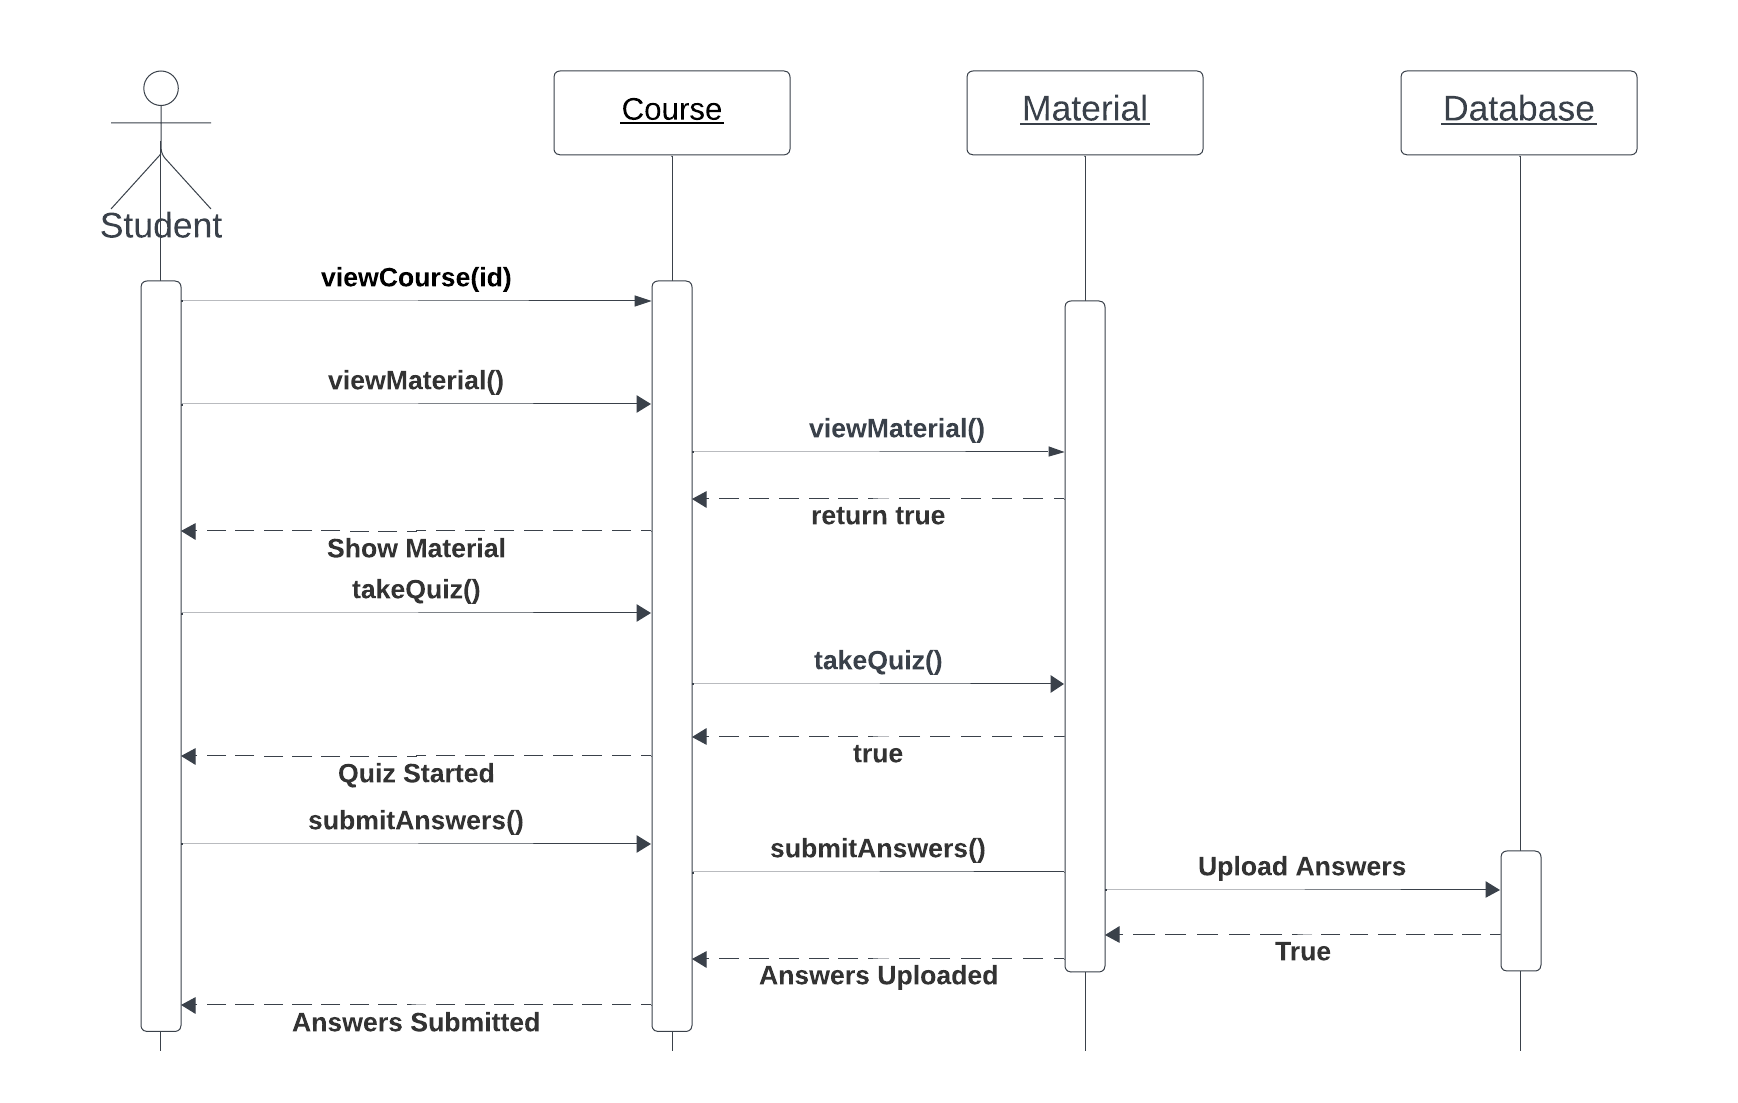 Course
Material
Database
Student
viewCourse(id)
viewMaterial()
viewMaterial()
return true
Show Material
takeQuiz()
takeQuiz()
true
Quiz Started
submitAnswers()
submitAnswers()
Upload Answers
True
Answers Uploaded
Answers Submitted